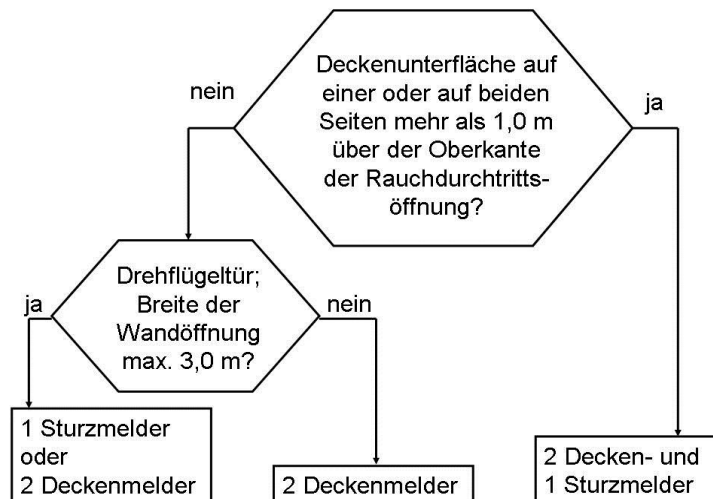 Deckenunterfläche auf
einer oder auf beiden
Seiten mehr als 1,0 m
über der Oberkante
der Rauchdurchtritts-
öffnung?
nein
ja
Drehflügeltür;
Breite der
Wandöffnung
max. 3,0 m?
ja
nein
1 Sturzmelder
oder
2 Deckenmelder
2 Deckenmelder
2 Decken- und
1 Sturzmelder